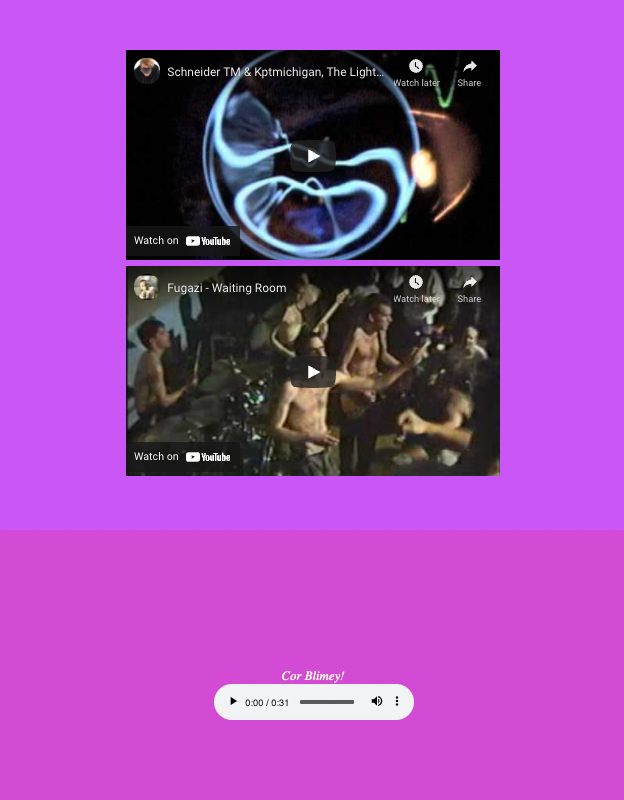 Schneider TM & Kptmichigan, The Light...
Watch later
Share
Watch on YouTube
Fugazi - Waiting Room
Watch later
Share
Watch on YouTube
Cor Blimey!
0:00 / 0:31